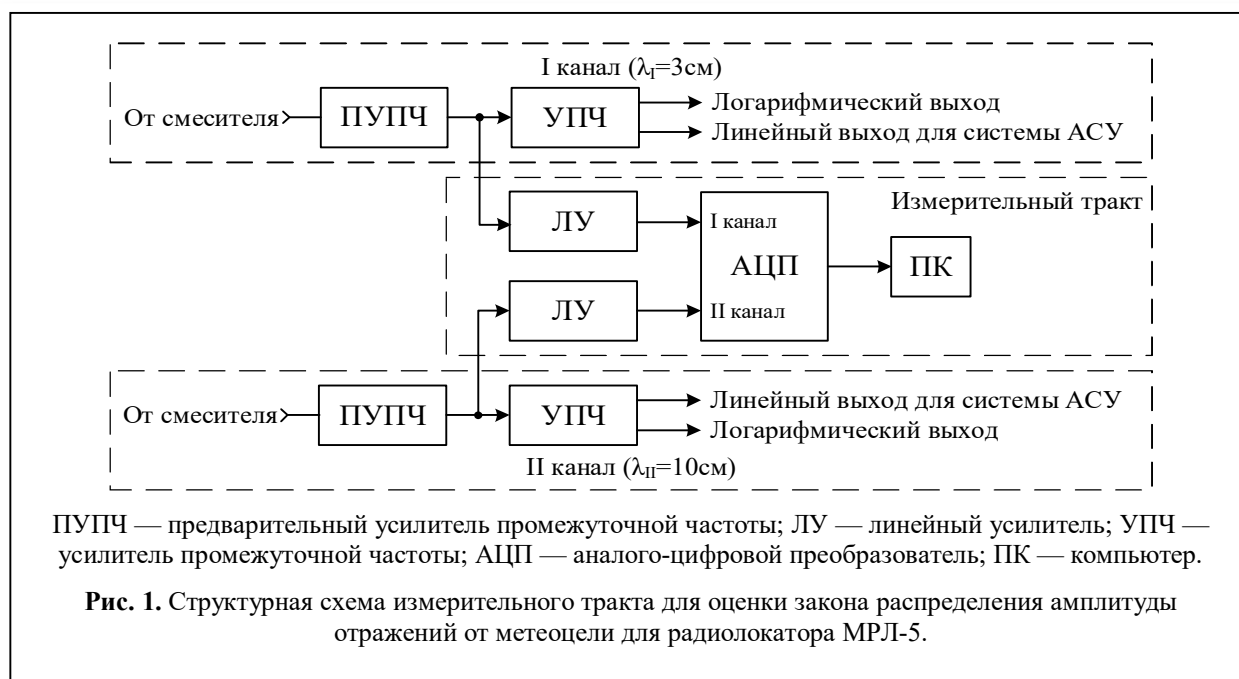 I канал (λI=3см)
От смесителя
ПУПЧ
УПЧ
Логарифмический выход
Линейный выход для системы АСУ
Измерительный тракт
ЛУ
I канал
АЦП
ПК
ЛУ
II канал
От смесителя
ПУПЧ
УПЧ
Линейный выход для системы АСУ
Логарифмический выход
II канал (λII=10см)
ПУПЧ — предварительный усилитель промежуточной частоты; ЛУ — линейный усилитель; УПЧ —
усилитель промежуточной частоты; АЦП — аналого-цифровой преобразователь; ПК — компьютер.
Рис. 1. Структурная схема измерительного тракта для оценки закона распределения амплитуды
отражений от метеоцели для радиолокатора МРЛ-5.